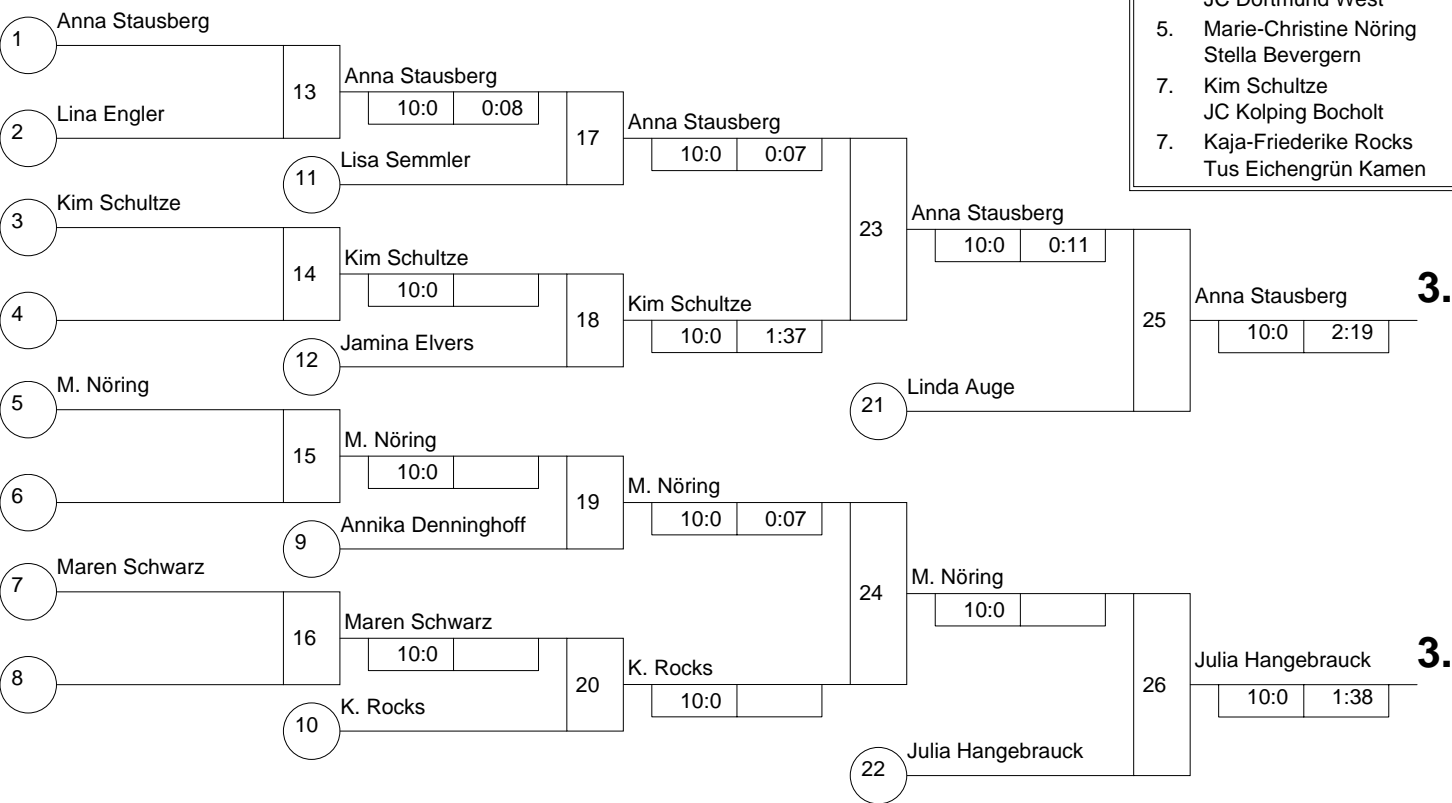 JC Dortmund West
5. Marie-Christine Nöring
Stella Bevergern
7. Kim Schultze
JC Kolping Bocholt
7. Kaja-Friederike Rocks
Tus Eichengrün Kamen
1 Anna Stausberg
2 Lina Engler
3 Kim Schultze
4
5 M. Nöring
6
7 Maren Schwarz
8
13 Anna Stausberg
10:0 0:08
11 Lisa Semmler
14 Kim Schultze
10:0
12 Jamina Elvers
15 M. Nöring
10:0
9 Annika Denninghoff
16 Maren Schwarz
10:0
10 K. Rocks
17 Anna Stausberg
10:0 0:07
18 Kim Schultze
10:0 1:37
19 M. Nöring
10:0 0:07
20 K. Rocks
10:0
23 Anna Stausberg
10:0 0:11
21 Linda Auge
24 M. Nöring
10:0
22 Julia Hangebrauck
25 Anna Stausberg 3.
10:0 2:19
26 Julia Hangebrauck 3.
10:0 1:38